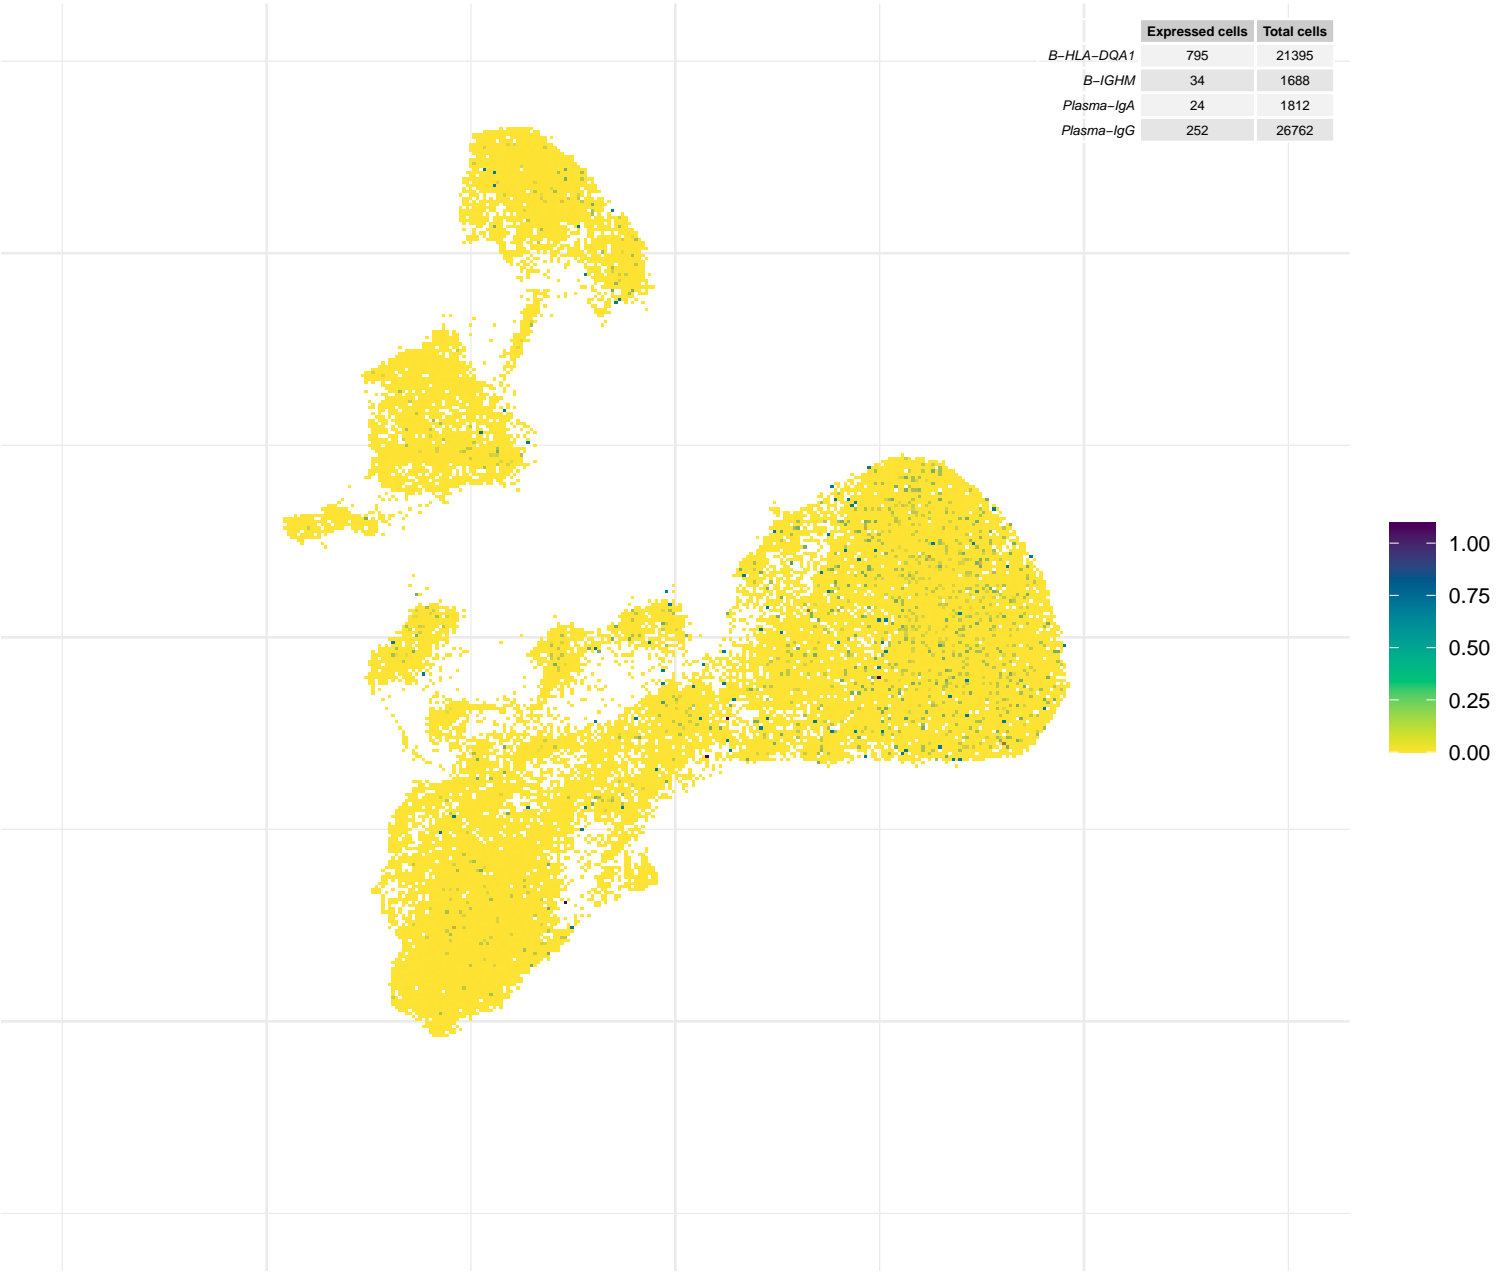 Expressed cells Total cells
B−HLA−DQA1 795 21395
B−IGHM 34 1688
Plasma−IgA 24 1812
Plasma−IgG 252 26762
1.00
0.75
0.50
0.25
0.00